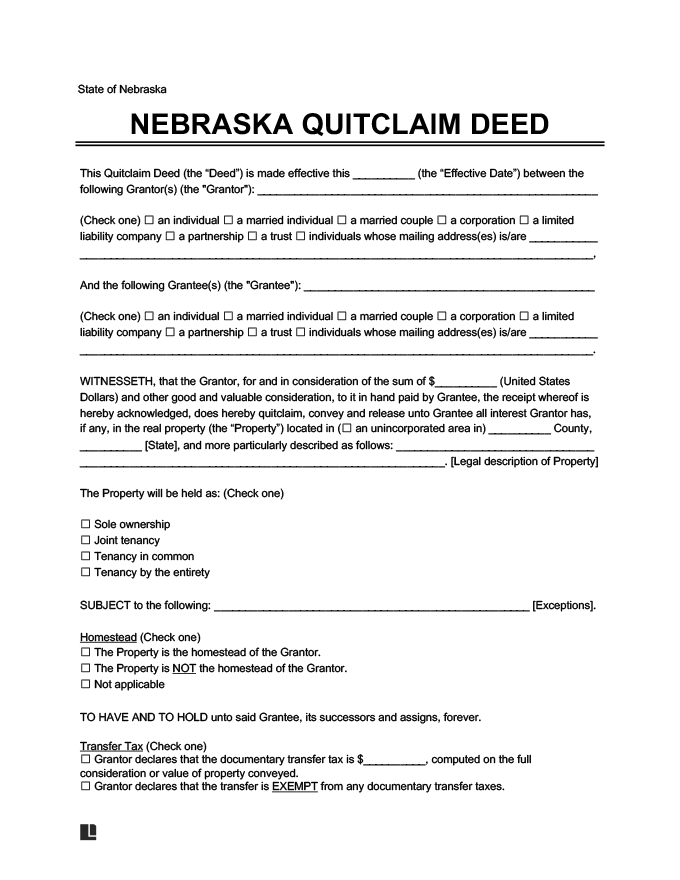 State of Nebraska
NEBRASKA QUITCLAIM DEED
This Quitclaim Deed (the “Deed”) is made effective this __________ (the “Effective Date”) between the
following Grantor(s) (the "Grantor"): _______________________________________________________
(Check one) ☐ an individual ☐ a married individual ☐ a married couple ☐ a corporation ☐ a limited
liability company ☐ a partnership ☐ a trust ☐ individuals whose mailing address(es) is/are ___________
___________________________________________________________________________________,
And the following Grantee(s) (the "Grantee"): _______________________________________________
(Check one) ☐ an individual ☐ a married individual ☐ a married couple ☐ a corporation ☐ a limited
liability company ☐ a partnership ☐ a trust ☐ individuals whose mailing address(es) is/are ___________
___________________________________________________________________________________.
WITNESSETH, that the Grantor, for and in consideration of the sum of $__________ (United States
Dollars) and other good and valuable consideration, to it in hand paid by Grantee, the receipt whereof is
hereby acknowledged, does hereby quitclaim, convey and release unto Grantee all interest Grantor has,
if any, in the real property (the “Property”) located in (☐ an unincorporated area in) __________ County,
__________ [State], and more particularly described as follows: ________________________________
___________________________________________________________. [Legal description of Property]
The Property will be held as: (Check one)
☐ Sole ownership
☐ Joint tenancy
☐ Tenancy in common
☐ Tenancy by the entirety
SUBJECT to the following: ___________________________________________________ [Exceptions].
Homestead (Check one)
☐ The Property is the homestead of the Grantor.
☐ The Property is NOT the homestead of the Grantor.
☐ Not applicable
TO HAVE AND TO HOLD unto said Grantee, its successors and assigns, forever.
Transfer Tax (Check one)
☐ Grantor declares that the documentary transfer tax is $__________, computed on the full
consideration or value of property conveyed.
☐ Grantor declares that the transfer is EXEMPT from any documentary transfer taxes.